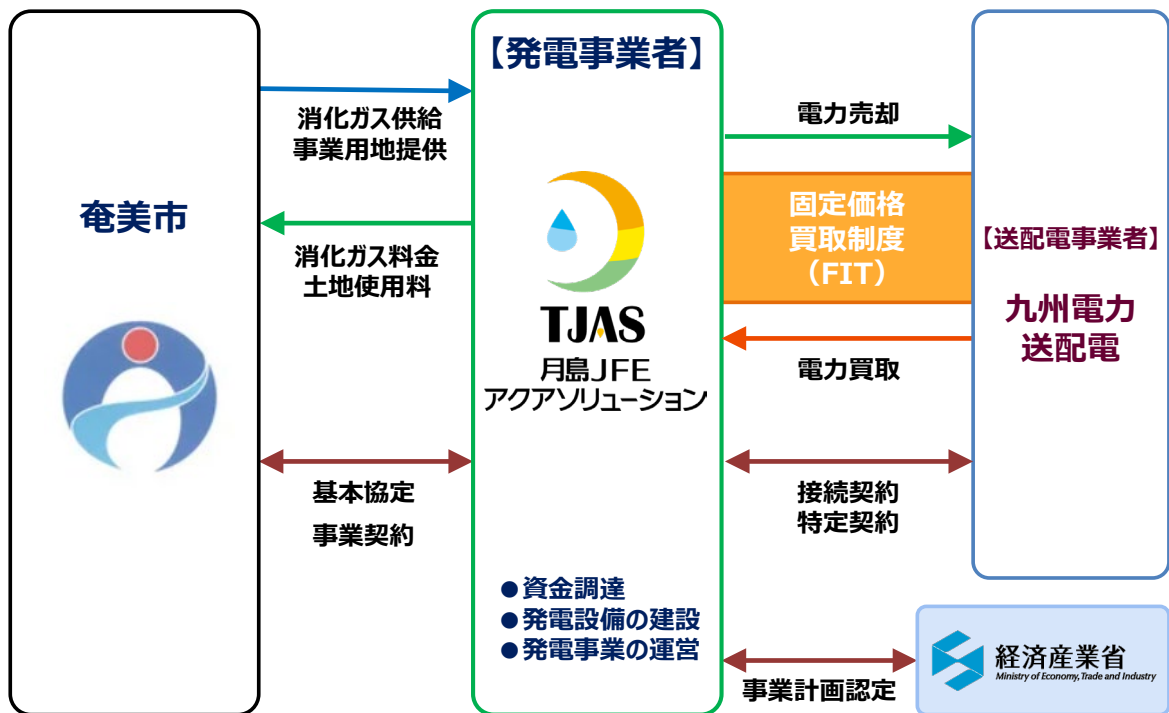 奄美市
消化ガス供給
事業用地提供
消化ガス料金
土地使用料
基本協定
事業契約
【発電事業者】
TJAS
月島JFE
アクアソリューション
●資金調達
●発電設備の建設
●発電事業の運営
電力売却
固定価格
買取制度
(FIT)
電力買取
接続契約
特定契約
事業計画認定
【送配電事業者】
九州電力
送配電
経済産業省
Ministry of Economy, Trade and Industry